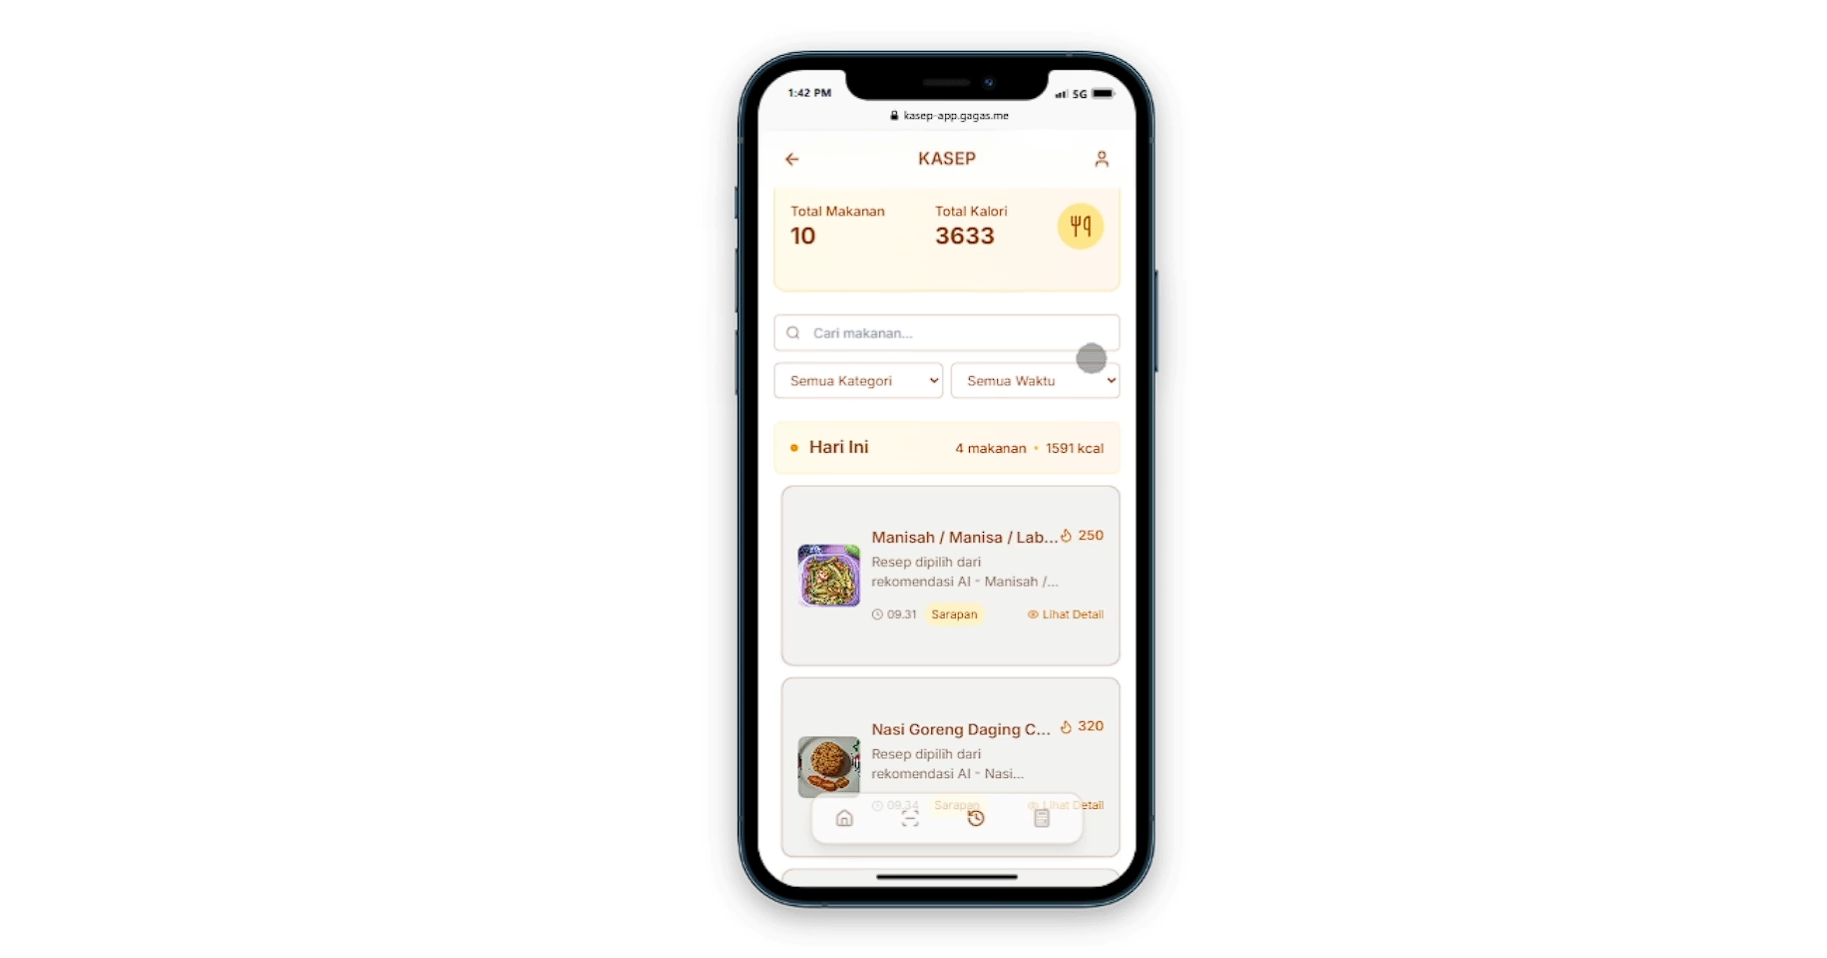 1:42 PM
5G
kasep-app.gagas.me
KASEP
Total Makanan
Total Kalori
10
3633
Cari makanan...
Semua Kategori
Semua Waktu
Hari Ini
4 makanan • 1591 kcal
Manisah / Manisa / Lab...
250
Resep dipilih dari
rekomendasi AI - Manisah /...
09.31
Sarapan
Lihat Detail
Nasi Goreng Daging C...
320
Resep dipilih dari
rekomendasi AI - Nasi...
09.34
Sarapan
Lihat Detail